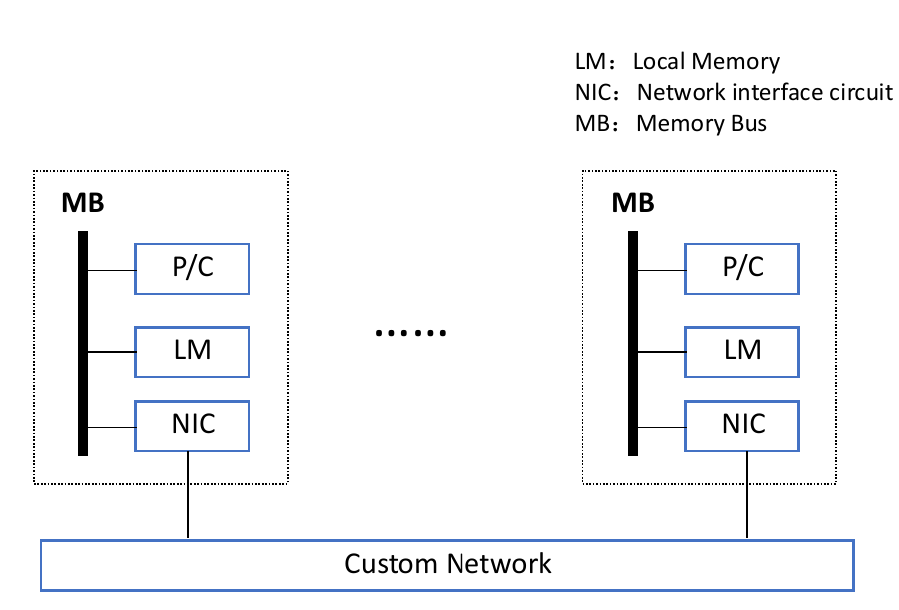 LM： Local Memory
NIC： Network interface circuit
MB： Memory Bus
MB
P/C
LM
NIC
……
MB
P/C
LM
NIC
Custom Network